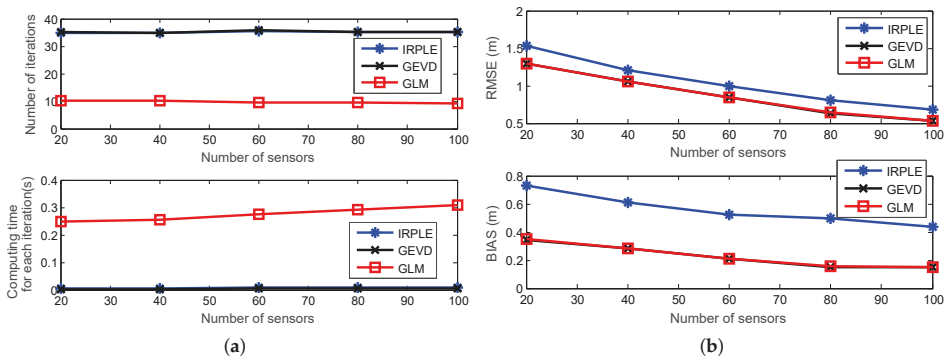 40
30
20
10
0
Number of iterations
IRPLE
GEVD
GLM
20 30 40 50 60 70 80 90 100
Number of sensors
0.4
0.3
0.2
0.1
0
Computing time
for each iteration(s)
IRPLE
GEVD
GLM
20 30 40 50 60 70 80 90 100
Number of sensors
(a)
2
1.5
1
0.5
RMSE (m)
IRPLE
GEVD
GLM
20 30 40 50 60 70 80 90 100
Number of sensors
0.8
0.6
0.4
0.2
0
BIAS (m)
IRPLE
GEVD
GLM
20 30 40 50 60 70 80 90 100
Number of sensors
(b)